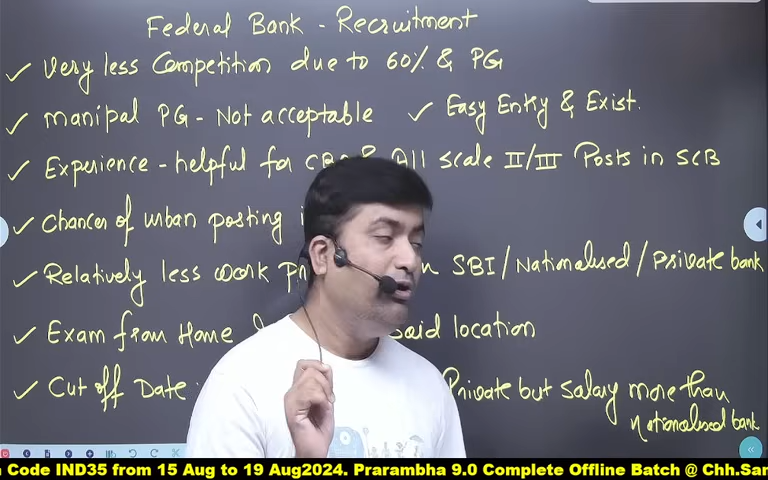 Federal Bank - Recruitment
Very less Competition due to 60% & PG
Manipal PG - Not acceptable ✓ Easy Entry & Exist.
Experience - helpful for & All scale II/III Posts in SCB
Chances of urban posting
Relatively less work SBI/Nationalised/Private bank
Exam from Home said location
Cut off Date Private but salary more than
nationalised bank
Code IND35 from 15 Aug to 19 Aug2024. Prarambha 9.0 Complete Offline Batch @ Chh.Sa